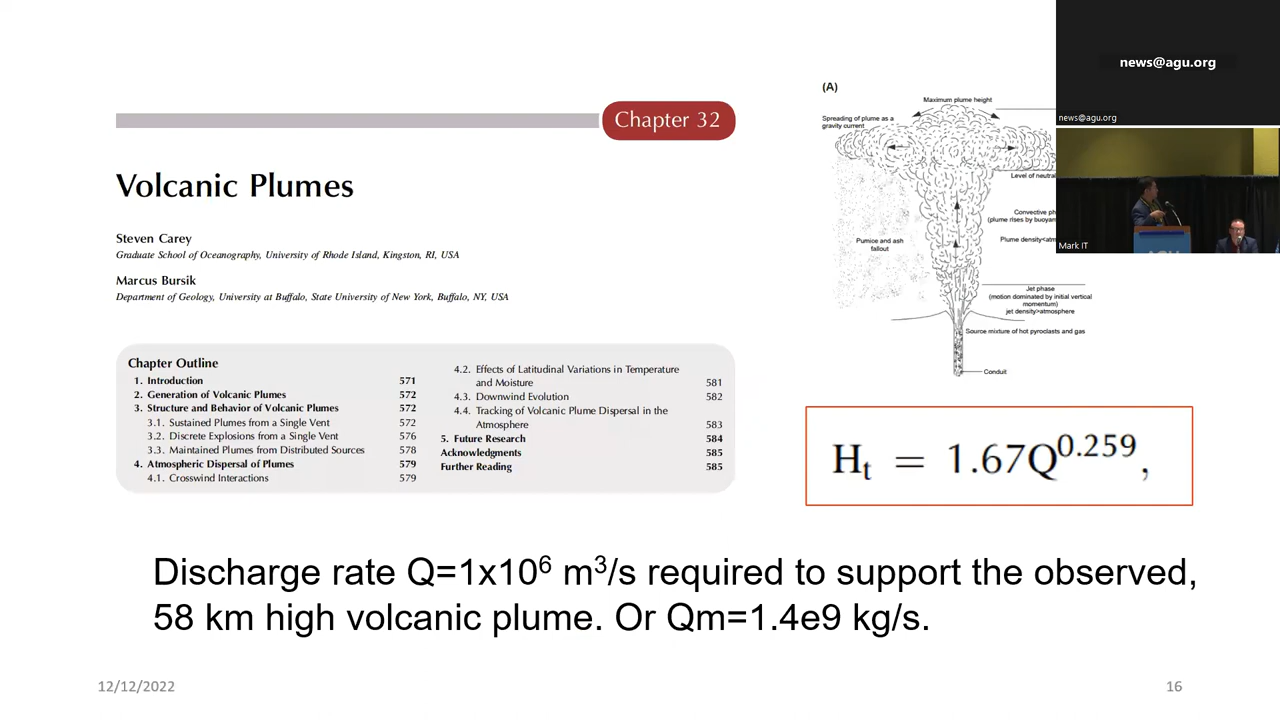 news@agu.org
news@agu.org
Mark IT
Chapter 32
Volcanic Plumes
Steven Carey
Graduate School of Oceanography, University of Rhode Island, Kingston, RI, USA
Marcus Bursik
Department of Geology, University at Buffalo, State University of New York, Buffalo, NY, USA
Chapter Outline
1. Introduction 571
2. Generation of Volcanic Plumes 572
3. Structure and Behavior of Volcanic Plumes 572
3.1. Sustained Plumes from a Single Vent 572
3.2. Discrete Explosions from a Single Vent 576
3.3. Maintained Plumes from Distributed Sources 578
4. Atmospheric Dispersal of Plumes 579
4.1. Crosswind Interactions 579
4.2. Effects of Latitudinal Variations in Temperature
and Moisture 581
4.3. Downwind Evolution 582
4.4. Tracking of Volcanic Plume Dispersal in the
Atmosphere 583
5. Future Research 584
Acknowledgments 585
Further Reading 585
(A)
Maximum plume height
Spreading of plume as a
gravity current
Level of neutral
Convective ph
(plume rises by buoyan
Plume density<atm
Pumice and ash
fallout
Jet phase
(motion dominated by initial vertical
momentum)
jet density>atmosphere
Source mixture of hot pyroclasts and gas
Conduit
Hₜ = 1.67Q^0.259,
Discharge rate Q=1x10⁶ m³/s required to support the observed,
58 km high volcanic plume. Or Qm=1.4e9 kg/s.
12/12/2022
16
AGU